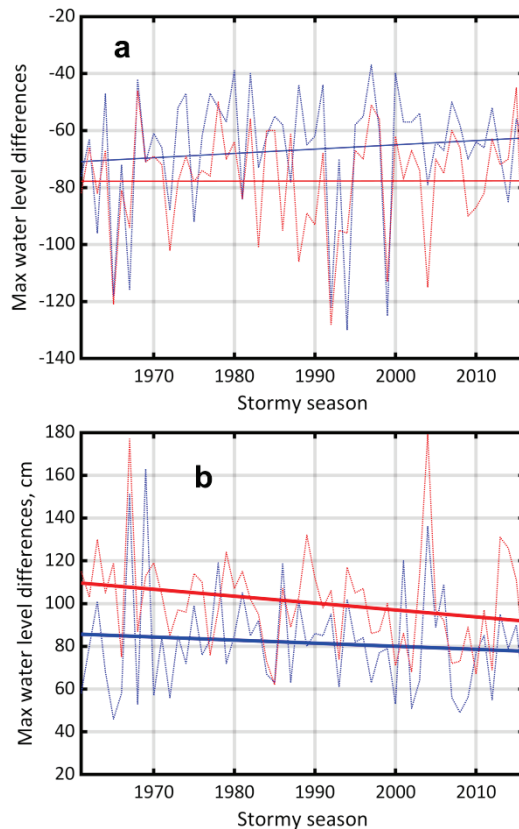 -20
a
-40
-60
-80
-100
-120
-140
Max water level differences
1970 1980 1990 2000 2010
Stormy season
180
b
160
140
120
100
80
60
40
20
Max water level differences, cm
1970 1980 1990 2000 2010
Stormy season